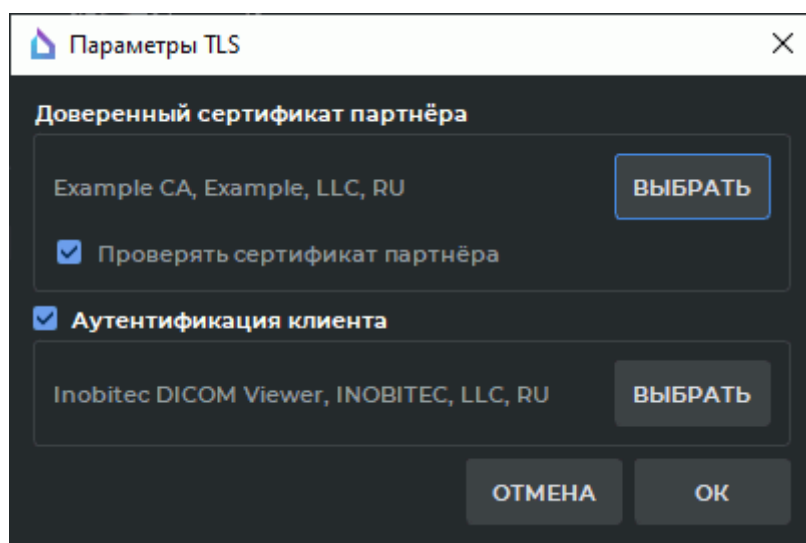 Параметры TLS
Доверенный сертификат партнёра
Example CA, Example, LLC, RU
ВЫБРАТЬ
Проверять сертификат партнёра
Аутентификация клиента
Inobitec DICOM Viewer, INOBITEC, LLC, RU
ВЫБРАТЬ
ОТМЕНА
ОК